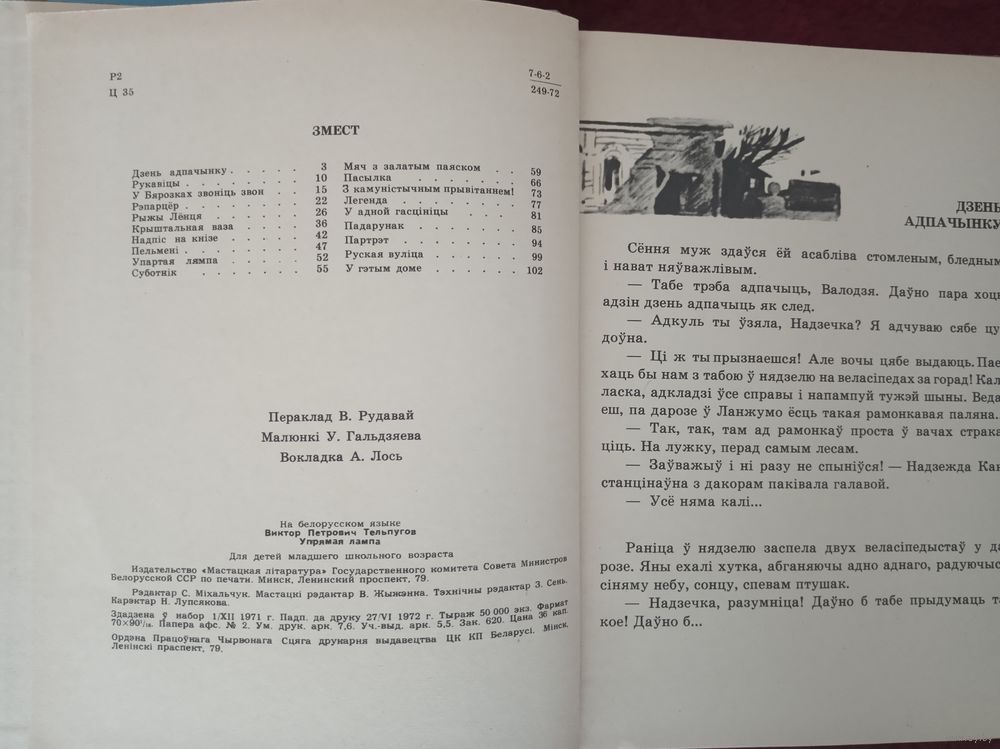 Р2
Ц 35
7-6-2
249-72
ЗМЕСТ
Дзень адпачынку . . . . . 3
Рукавіцы . . . . . . . . 10
У Бярозках звоніць звон . . 15
Рэпарцёр . . . . . . . . 22
Рыжы Лёнця . . . . . . 26
Крыштальная ваза . . . . 36
Надпіс на кнізе . . . . . 42
Пельмені . . . . . . . . 47
Упартая лямпа . . . . . 52
Суботнік . . . . . . . 55
Мяч з залатым паяском . . 59
Пасылка . . . . . . . 66
З камуністычным прывітаннем! 73
Легенда . . . . . . . 77
У адной гасцініцы . . . 81
Падарунак . . . . . . 85
Партрэт . . . . . . . 94
Руская вуліца . . . . . 99
У гэтым доме . . . . . . 102
Пераклад В. Рудавай
Малюнкі У. Гальдзяева
Вокладка А. Лось
На белорусском языке
Виктор Петрович Тельпугов
Упрямая лампа
Для детей младшего школьного возраста
Издательство «Мастацкая літаратура» Государственного комитета Совета Министров
Белорусской ССР по печати. Минск, Ленинский проспект, 79.
Рэдактар С. Міхальчук. Мастацкі рэдактар В. Жыжэнка. Тэхнічны рэдактар З. Сень.
Карэктар Н. Лупсякова.
Здадзена ў набор 1/XII 1971 г. Падп. да друку 27/VI 1972 г. Тыраж 50 000 экз. Фармат
70×90¹/₃₂. Папера афс. № 2. Ум. друк. арк. 7,6. Уч.-выд. арк. 5,5. Зак. 620. Цана 36 кап.
Ордэна Працоўнага Чырвонага Сцяга друкарня выдавецтва ЦК КП Беларусі. Мінск,
Ленінскі праспект, 79.
ДЗЕНЬ
АДПАЧЫНКУ
Сёння муж здаўся ёй асабліва стомленым, бледным
і нават няўважлівым.
— Табе трэба адпачыць, Валодзя. Даўно пара хоць
адзін дзень адпачыць як след.
— Адкуль ты ўзяла, Надзечка? Я адчуваю сябе цу-
доўна.
— Ці ж ты прызнаешся! Але вочы цябе выдаюць. Пае-
хаць бы нам з табою ў нядзелю на веласіпедах за горад! Кал
ласка, адкладзі ўсе справы і напампуй тужэй шыны. Веда-
еш, па дарозе ў Ланжумо ёсць такая рамонкавая паляна.
— Так, так, там ад рамонкаў проста ў вачах страка-
ціць. На лужку, перад самым лесам.
— Заўважыў і ні разу не спыніўся! — Надзежда Кан
станцінаўна з дакорам паківала галавой.
— Усё няма калі...
Раніца ў нядзелю заспела двух веласіпедыстаў у да
розе. Яны ехалі хутка, абганяючы адно аднаго, радуючыс
сіняму небу, сонцу, спевам птушак.
— Надзечка, разумніца! Даўно б табе прыдумаць та
кое! Даўно б...